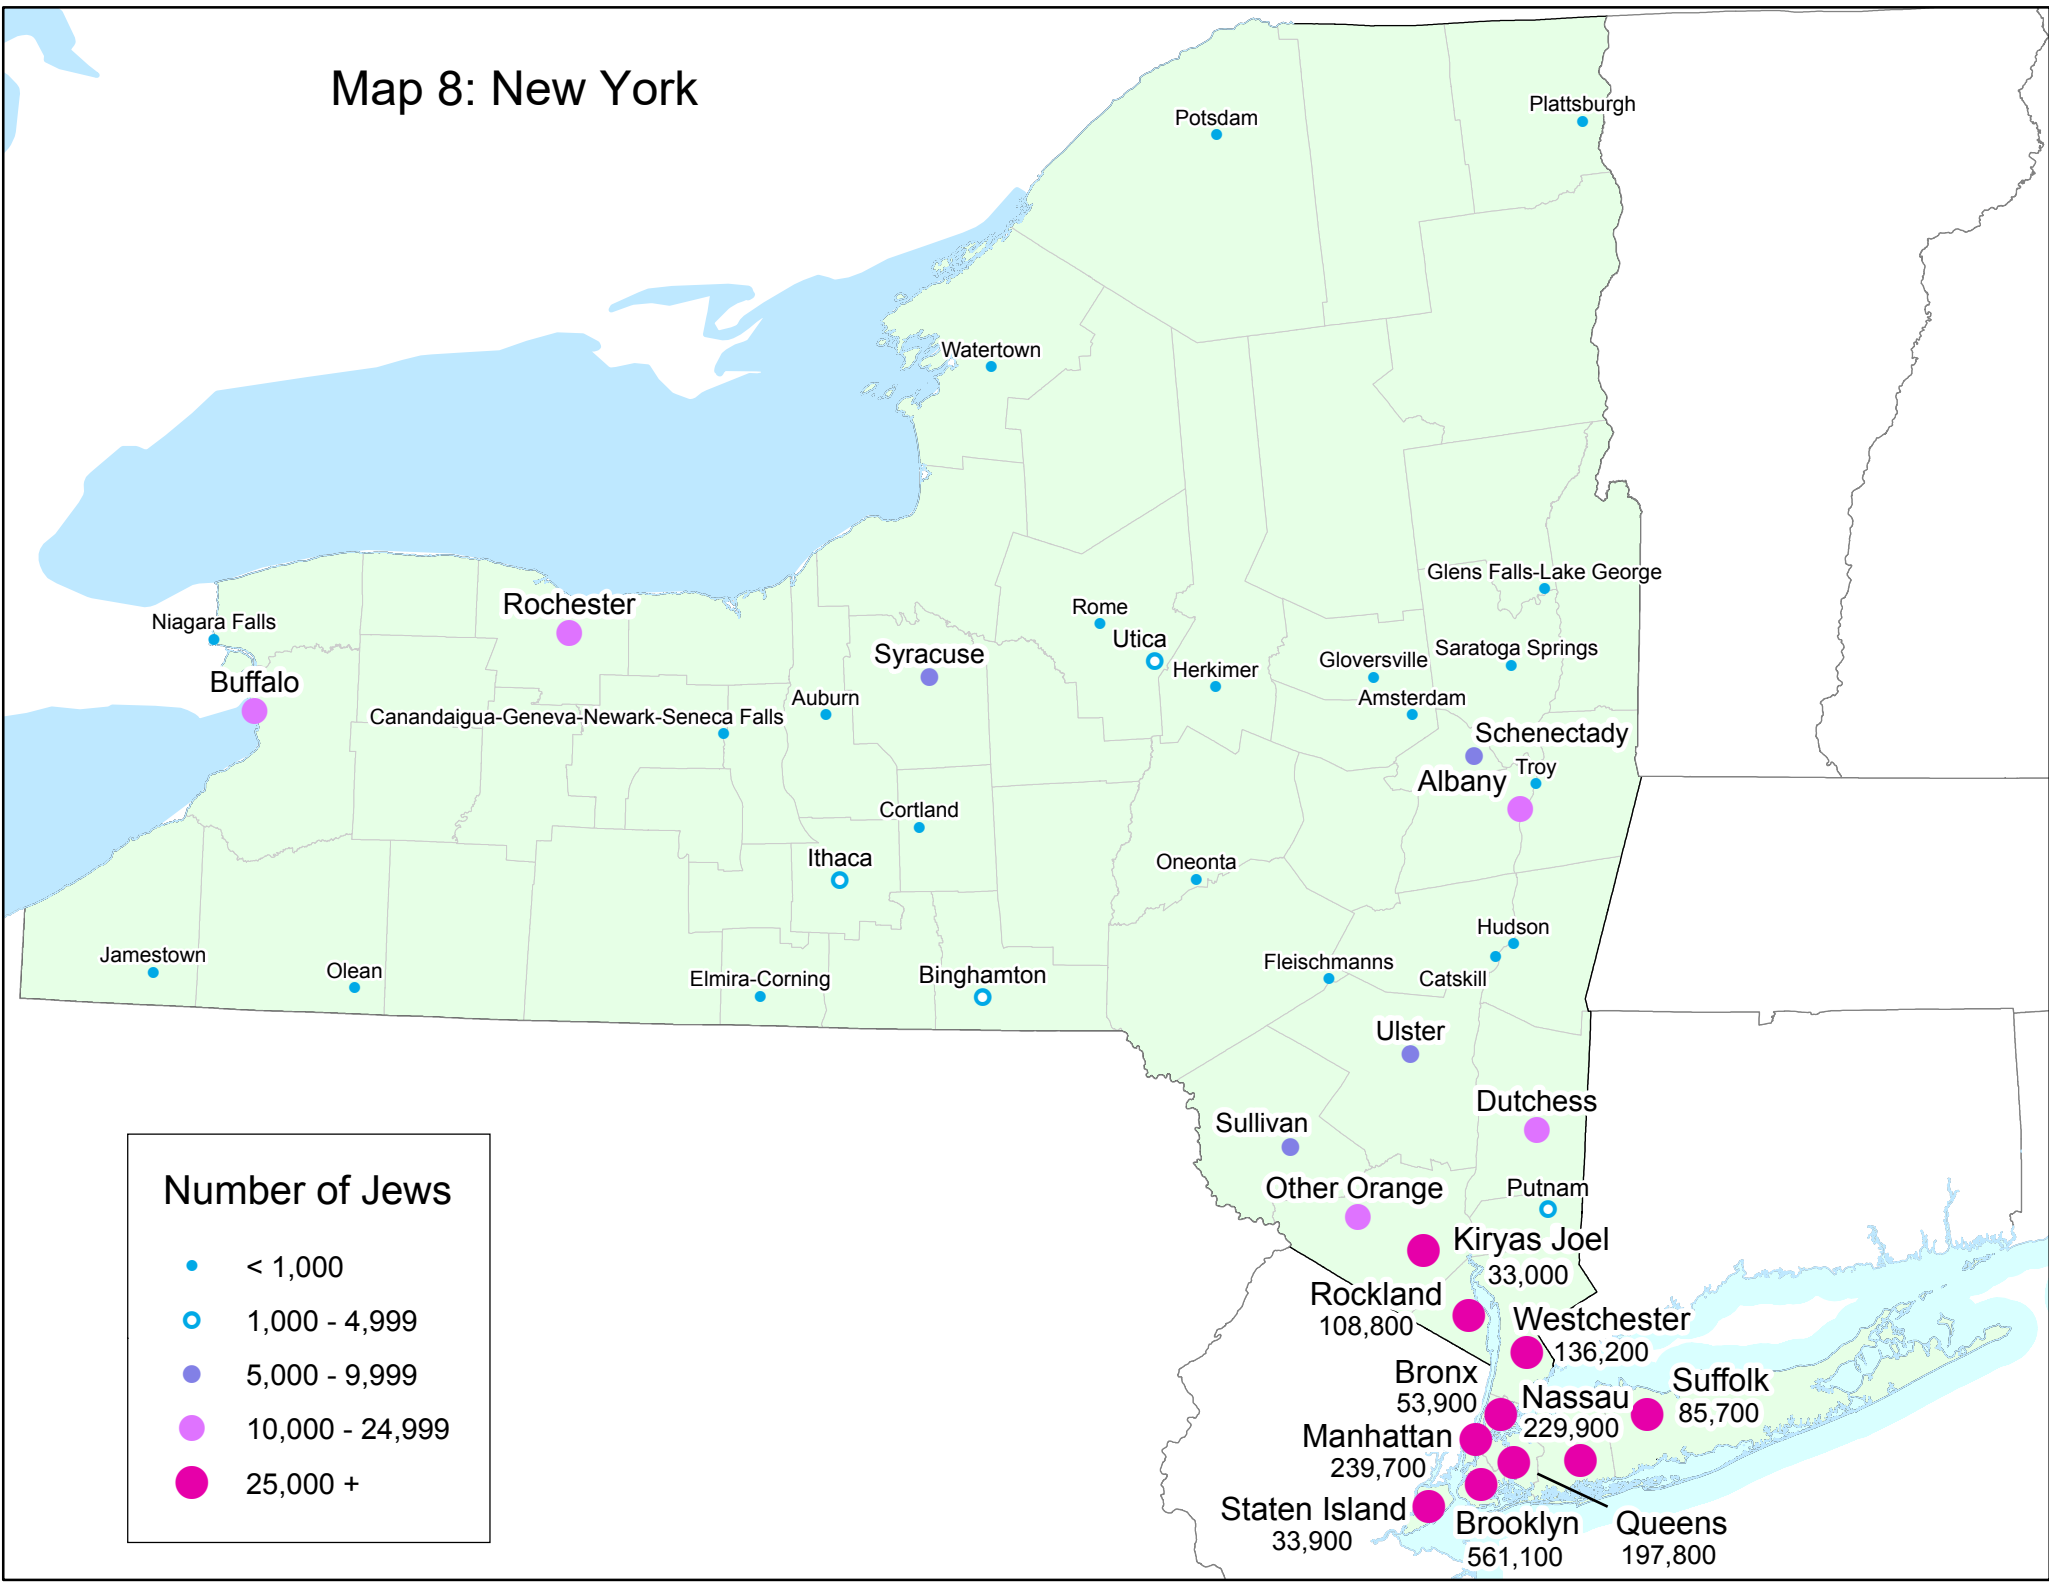 Map 8: New York
Potsdam
Plattsburgh
Watertown
Glens Falls-Lake George
Rochester
Rome
Niagara Falls
Utica
Syracuse
Saratoga Springs
Gloversville
Herkimer
Buffalo
Auburn
Amsterdam
Canandaigua-Geneva-Newark-Seneca Falls
Schenectady
Troy
Albany
Cortland
Ithaca
Oneonta
Hudson
Jamestown
Fleischmanns
Olean
Elmira-Corning
Binghamton
Catskill
Ulster
Dutchess
Sullivan
Other Orange
Putnam
Kiryas Joel
33,000
Rockland
108,800
Westchester
136,200
Bronx
53,900
Nassau
229,900
Suffolk
85,700
Manhattan
239,700
Staten Island
33,900
Brooklyn
561,100
Queens
197,800
Number of Jews
< 1,000
1,000 - 4,999
5,000 - 9,999
10,000 - 24,999
25,000 +